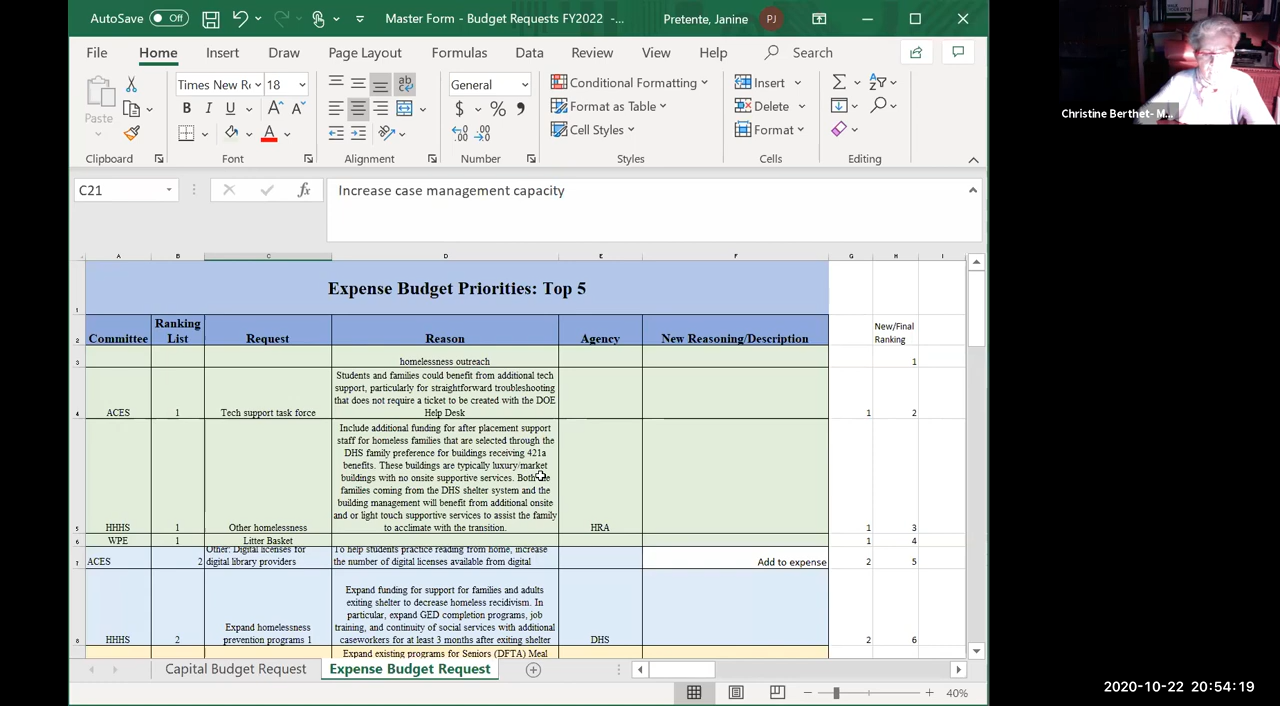 AutoSave Off Master Form - Budget Requests FY2022 -... Pretente, Janine PJ
File Home Insert Draw Page Layout Formulas Data Review View Help Search
Paste Times New R 18 General Conditional Formatting Insert
B I U A A $ % 9 Format as Table Delete
A Cell Styles Format
Clipboard Font Alignment Number Styles Cells Editing
C21 fx Increase case management capacity
A B C D E F G H I
1 Expense Budget Priorities: Top 5
2 Committee Ranking List Request Reason Agency New Reasoning/Description New/Final Ranking
3 homelessness outreach 1
Students and families could benefit from additional tech
support, particularly for straightforward troubleshooting
that does not require a ticket to be created with the DOE
4 ACES 1 Tech support task force Help Desk 1 2
Include additional funding for after placement support
staff for homeless families that are selected through the
DHS family preference for buildings receiving 421a
benefits. These buildings are typically luxury/market
buildings with no onsite supportive services. Both the
families coming from the DHS shelter system and the
building management will benefit from additional onsite
and or light touch supportive services to assist the family
5 HHHS 1 Other homelessness to acclimate with the transition. HRA 1 3
6 WPE 1 Litter Basket 1 4
Other: Digital licenses for To help students practice reading from home, increase
7 ACES 2 digital library providers the number of digital licenses available from digital Add to expense 2 5
Expand funding for support for families and adults
exiting shelter to decrease homeless recidivism. In
particular, expand GED completion programs, job
Expand homelessness training, and continuity of social services with additional
8 HHHS 2 prevention programs 1 caseworkers for at least 3 months after exiting shelter DHS 2 6
Expand existing programs for Seniors (DFTA) Meal
Capital Budget Request Expense Budget Request
40%
Christine Berthet- M...
2020-10-22 20:54:19